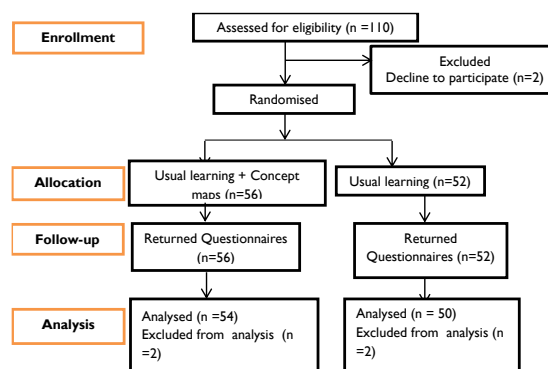 Enrollment
Assessed for eligibility (n =110)
Excluded
Decline to participate (n=2)
Randomised
Allocation
Usual learning + Concept
maps (n=56)
Usual learning (n=52)
Follow-up
Returned Questionnaires
(n=56)
Returned
Questionnaires (n=52)
Analysis
Analysed (n =54)
Excluded from analysis (n
=2)
Analysed (n = 50)
Excluded from analysis (n
=2)